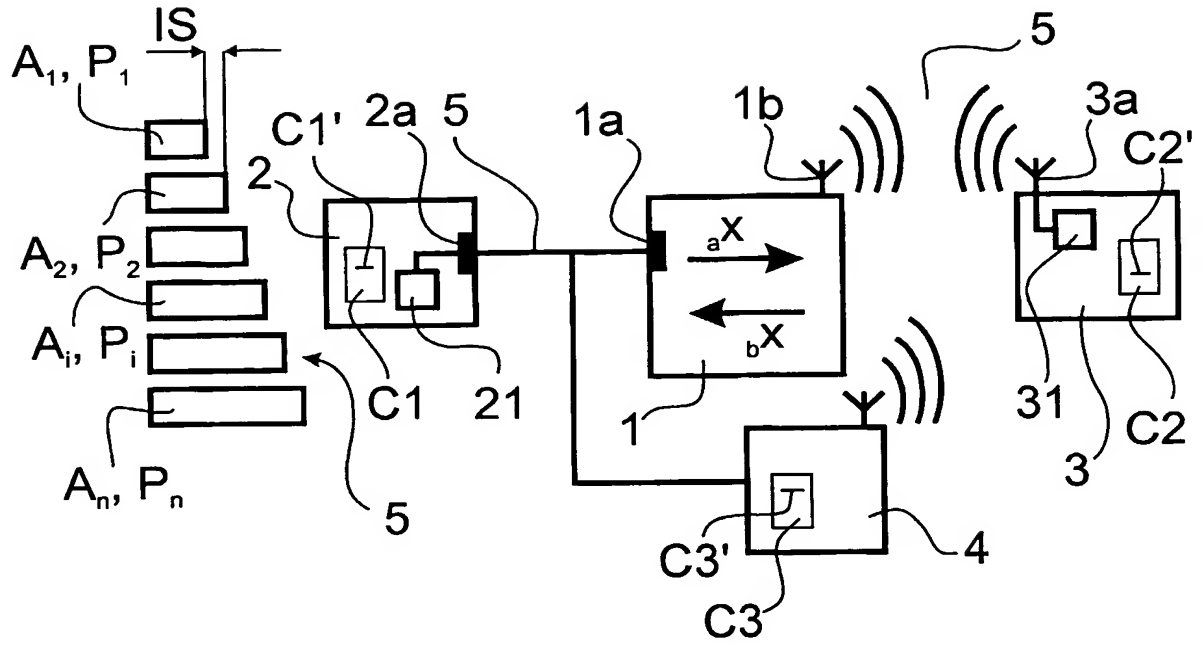 IS
5
A₁, P₁
2a
5
1a
1b
3a
C1'
C2'
2
ₐX
A₂, P₂
ᵦX
Aᵢ, Pᵢ
C1
21
1
31
C2
3
Aₙ, Pₙ
5
C3'
4
C3